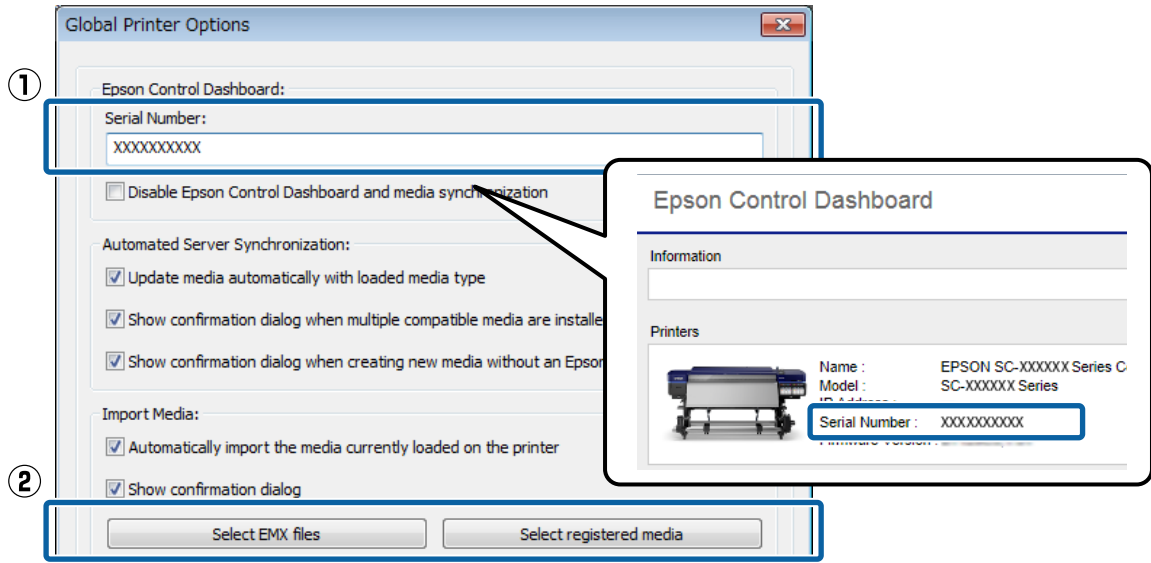 Global Printer Options
①
Epson Control Dashboard:
Serial Number:
XXXXXXXXXX
Disable Epson Control Dashboard and media synchronization
Automated Server Synchronization:
Update media automatically with loaded media type
Show confirmation dialog when multiple compatible media are installe
Show confirmation dialog when creating new media without an Epson
Import Media:
Automatically import the media currently loaded on the printer
②
Show confirmation dialog
Select EMX files Select registered media
Epson Control Dashboard
Information
Printers
Name : EPSON SC-XXXXXX Series C
Model : SC-XXXXXX Series
IP Address :
Serial Number : XXXXXXXXXX
Firmware Version :